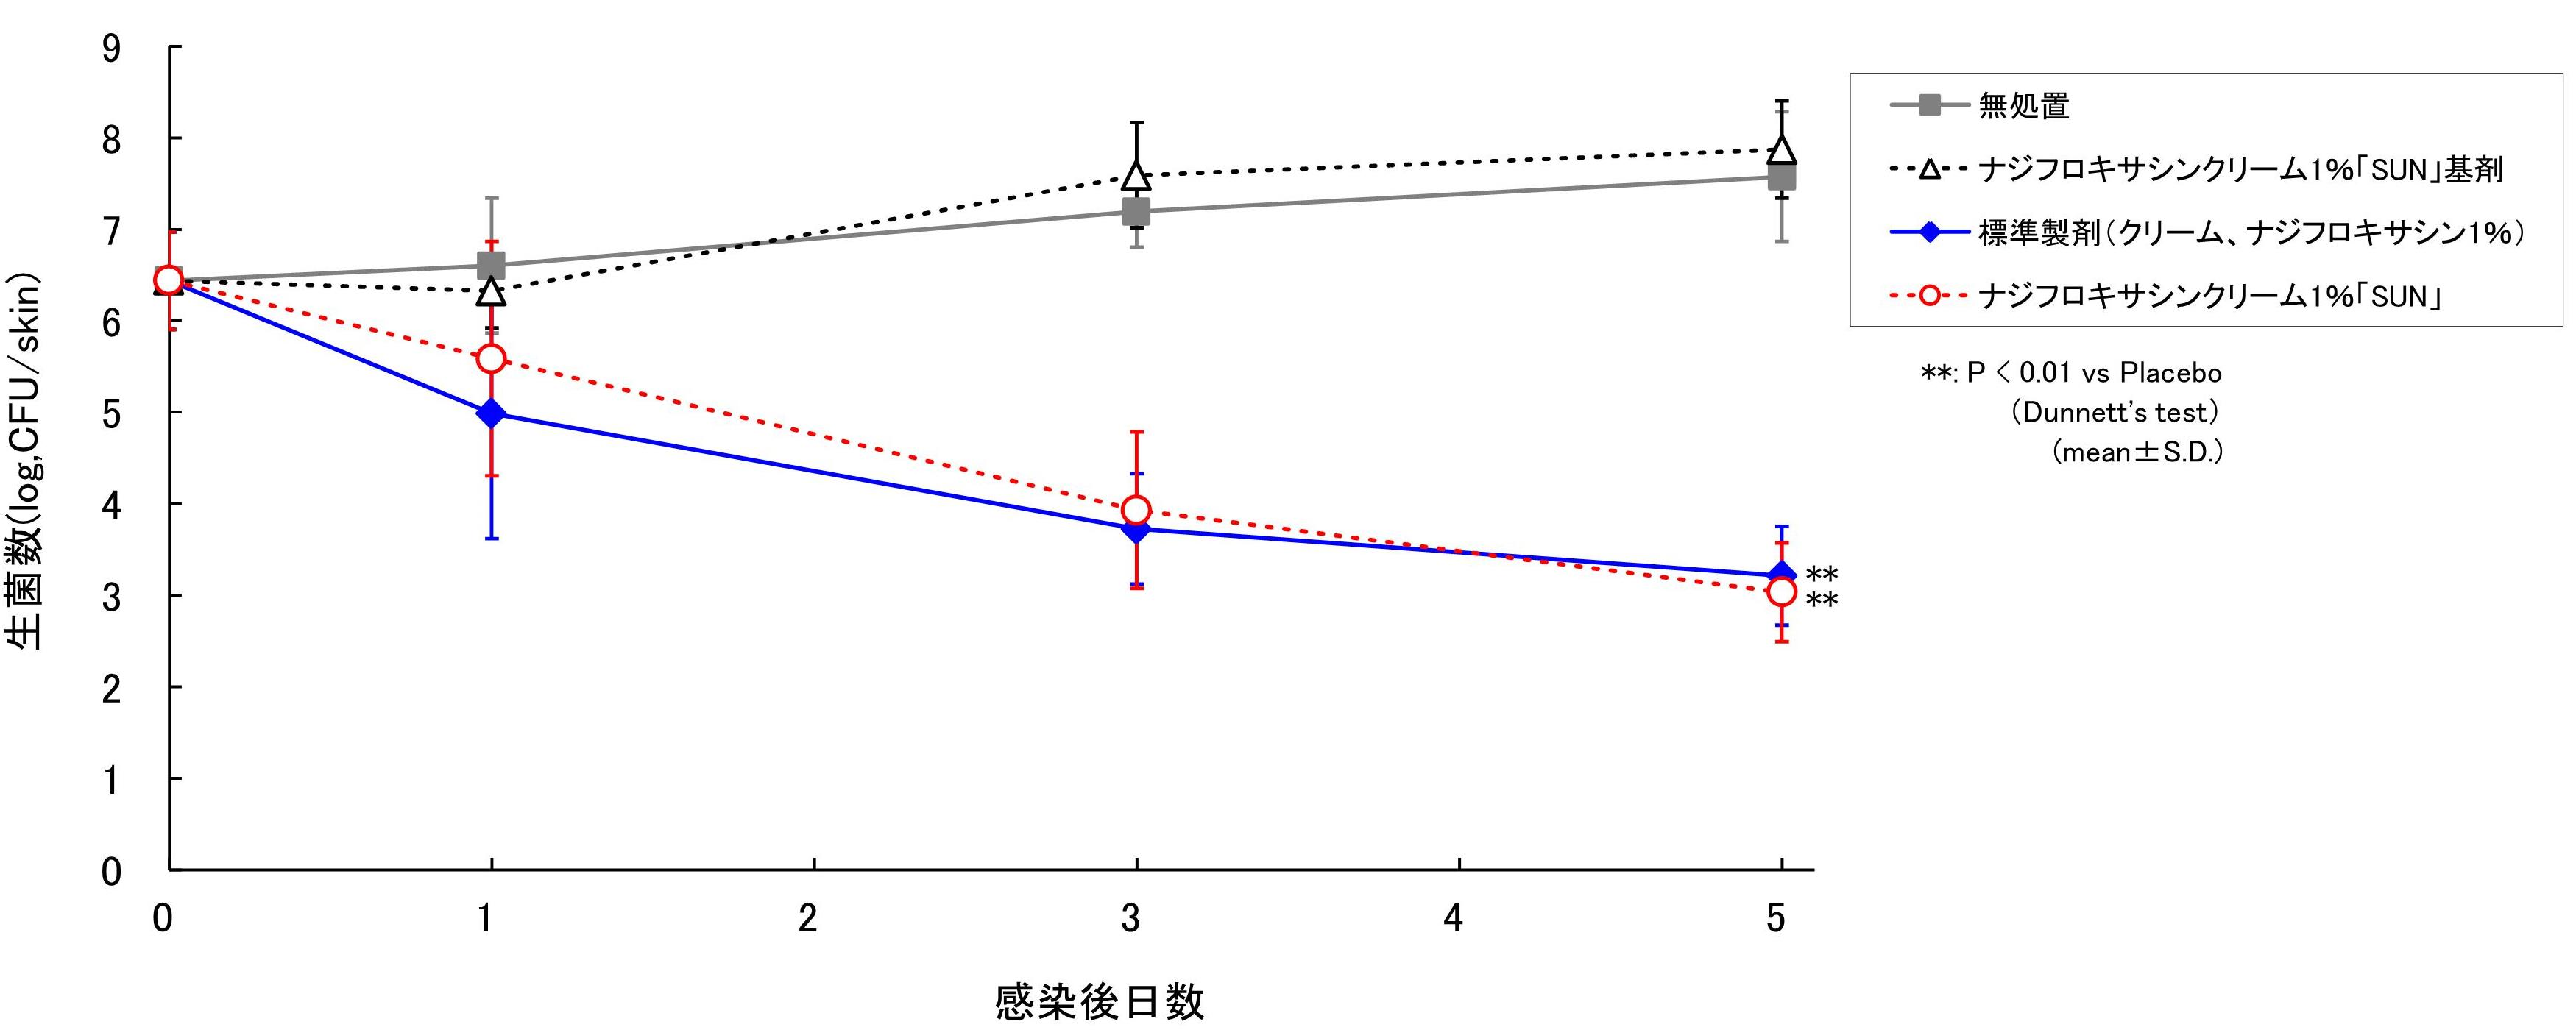 9
8
7
6
5
4
3
2
1
0
生菌数(log,CFU/skin)
0 1 2 3 4 5
感染後日数
無処置
ナジフロキサシンクリーム1%「SUN」基剤
標準製剤(クリーム、ナジフロキサシン1%)
ナジフロキサシンクリーム1%「SUN」
**: P < 0.01 vs Placebo
(Dunnett's test)
(mean±S.D.)
**
**